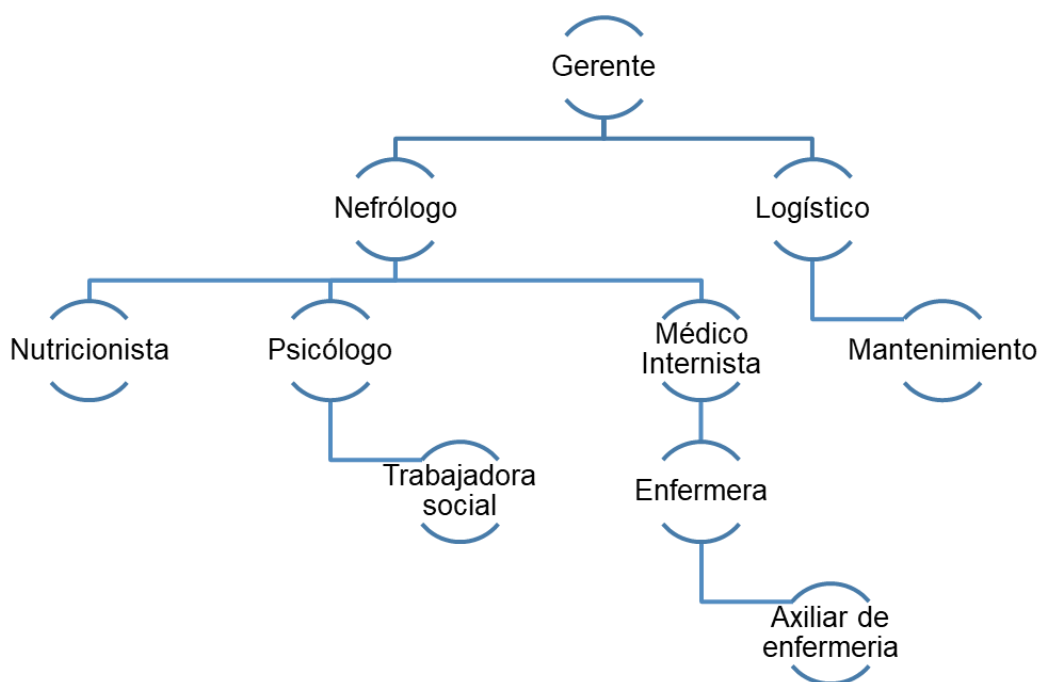 Gerente
Nefrólogo
Logístico
Nutricionista
Psicólogo
Médico
Internista
Mantenimiento
Trabajadora
social
Enfermera
Axiliar de
enfermeria